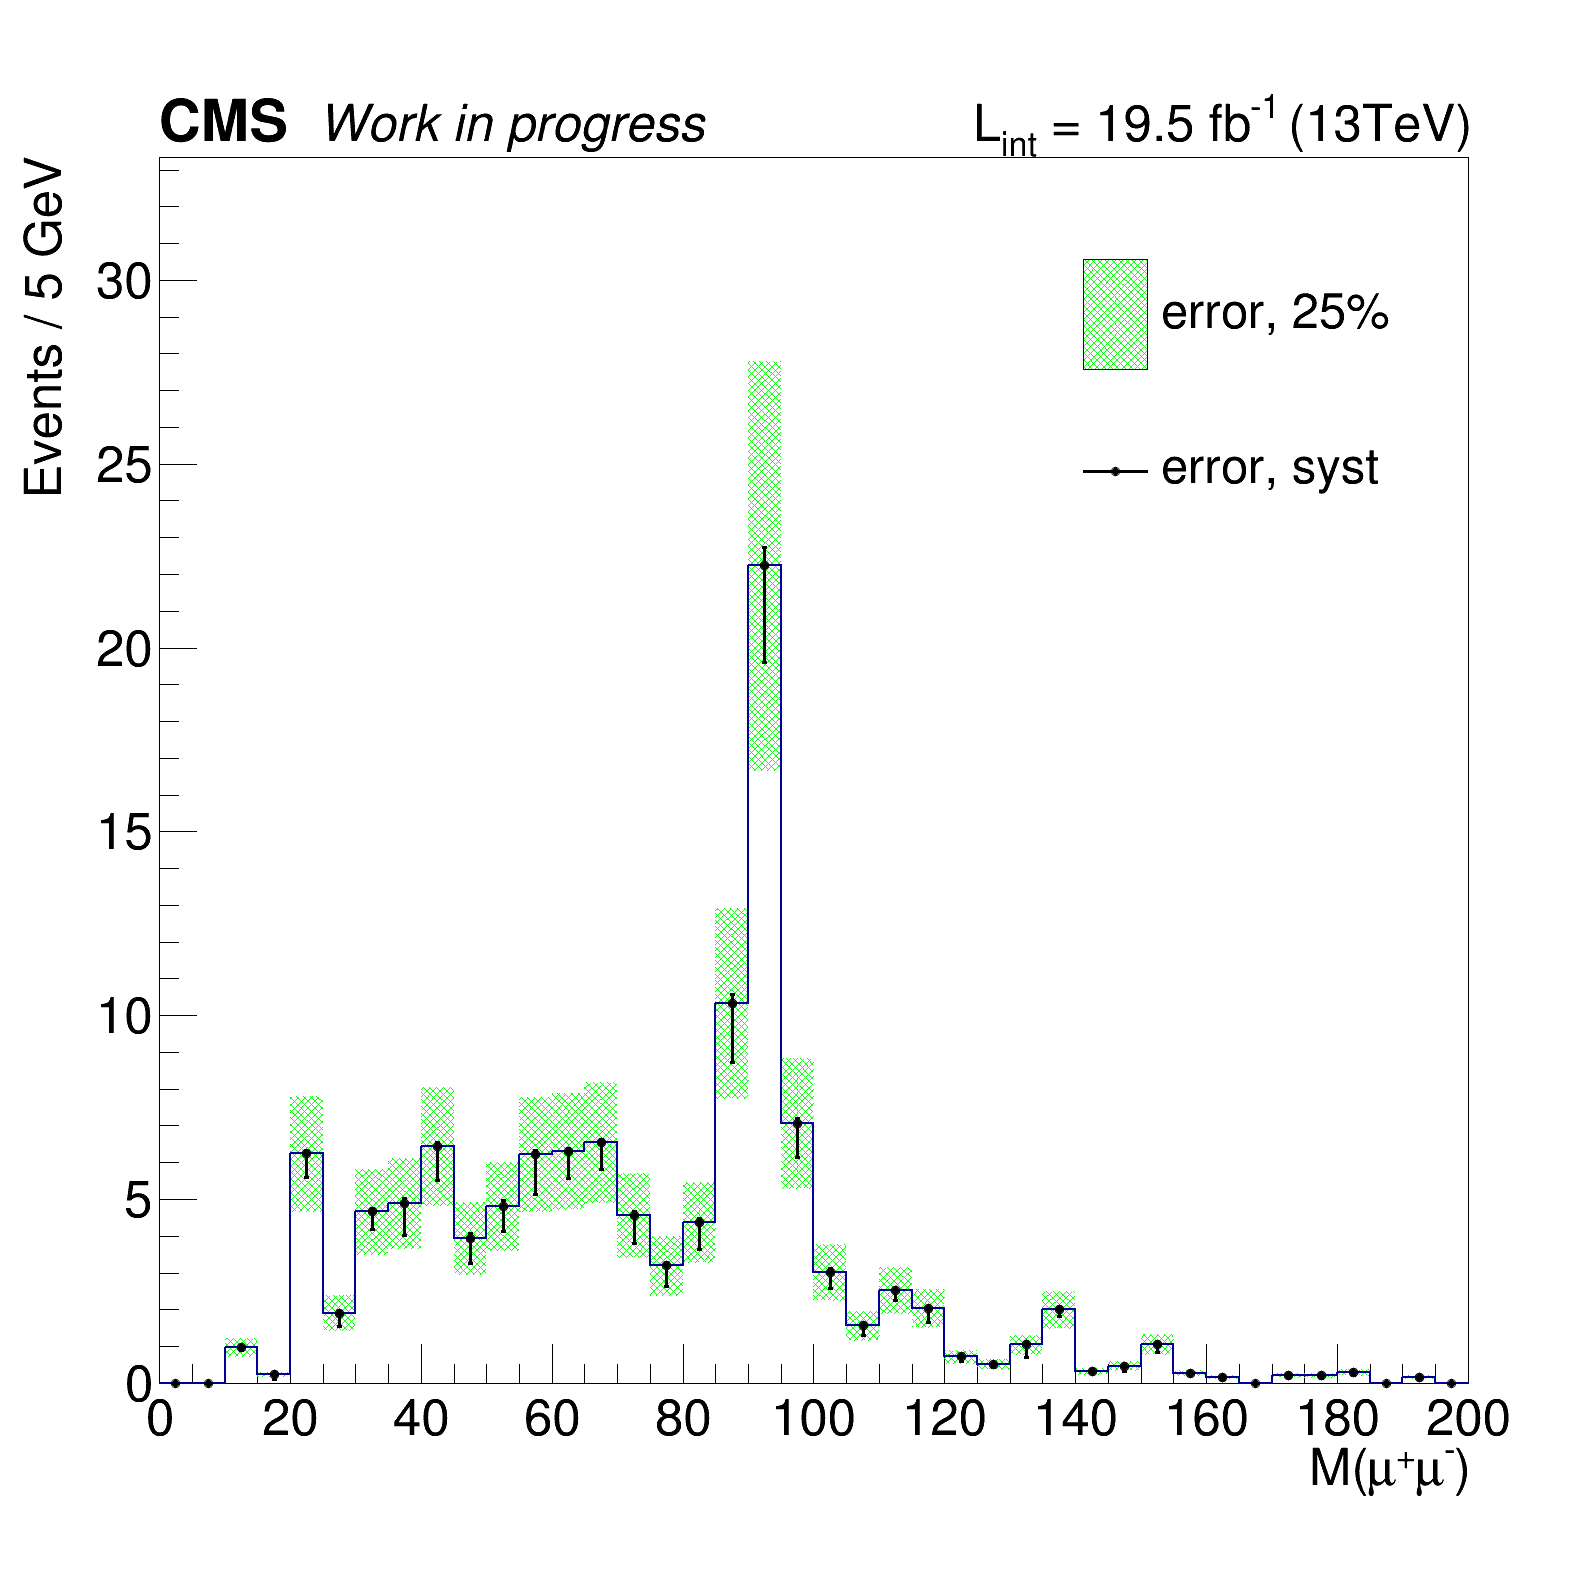 CMS Work in progress L_int = 19.5 fb⁻¹ (13TeV)
Events / 5 GeV
30
25
20
15
10
5
0
error, 25%
error, syst
0 20 40 60 80 100 120 140 160 180 200
M(μ⁺μ⁻)